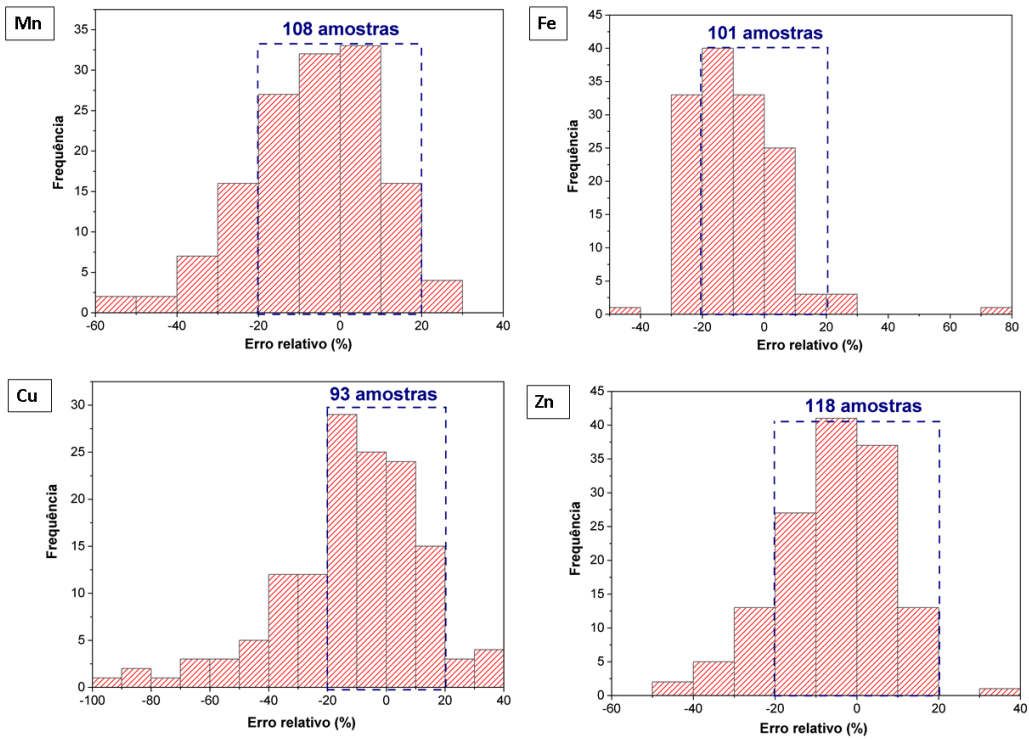 Mn
108 amostras
35
30
25
20
15
10
5
0
Frequência
-60 -40 -20 0 20 40
Erro relativo (%)
Fe
101 amostras
45
40
35
30
25
20
15
10
5
0
Frequência
-40 -20 0 20 40 60 80
Erro relativo (%)
Cu
93 amostras
30
25
20
15
10
5
0
Frequência
-100 -80 -60 -40 -20 0 20 40
Erro relativo (%)
Zn
118 amostras
45
40
35
30
25
20
15
10
5
0
Frequência
-60 -40 -20 0 20 40
Erro relativo (%)